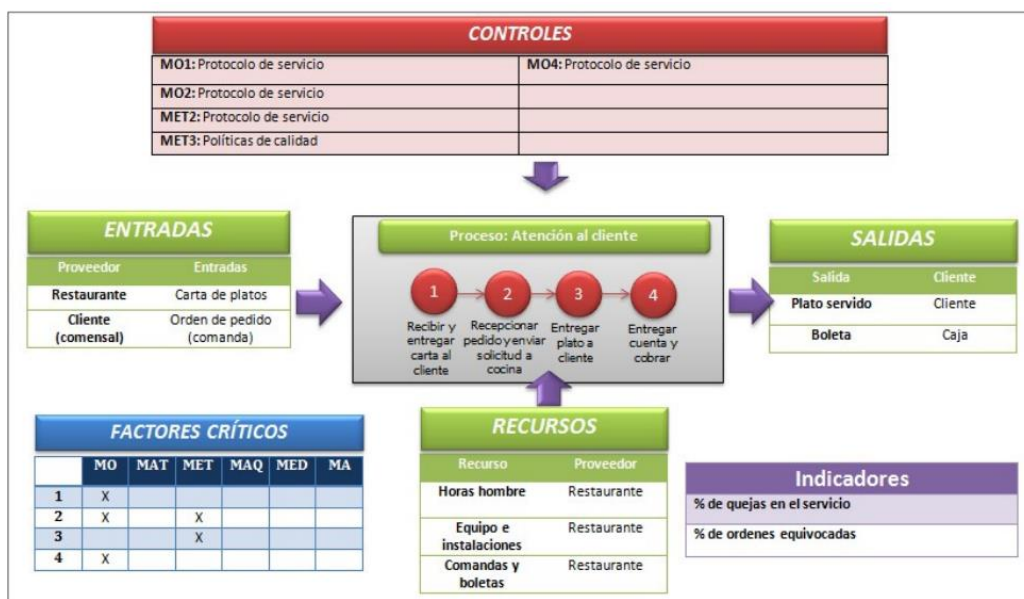 CONTROLES
MO1: Protocolo de servicio
MO4: Protocolo de servicio
MO2: Protocolo de servicio
MET2: Protocolo de servicio
MET3: Políticas de calidad
ENTRADAS
Proveedor
Entradas
Restaurante
Carta de platos
Cliente
(comensal)
Orden de pedido
(comanda)
Proceso: Atención al cliente
1
2
3
4
Recibir y
entregar
carta al
cliente
Recepcionar
pedido y enviar
solicitud a
cocina
Entregar
plato a
cliente
Entregar
cuenta y
cobrar
SALIDAS
Salida
Cliente
Plato servido
Cliente
Boleta
Caja
FACTORES CRÍTICOS
MO MAT MET MAQ MED MA
1 X
2 X X
3 X
4 X
RECURSOS
Recurso
Proveedor
Horas hombre
Restaurante
Equipo e
instalaciones
Restaurante
Comandas y
boletas
Restaurante
Indicadores
% de quejas en el servicio
% de ordenes equivocadas